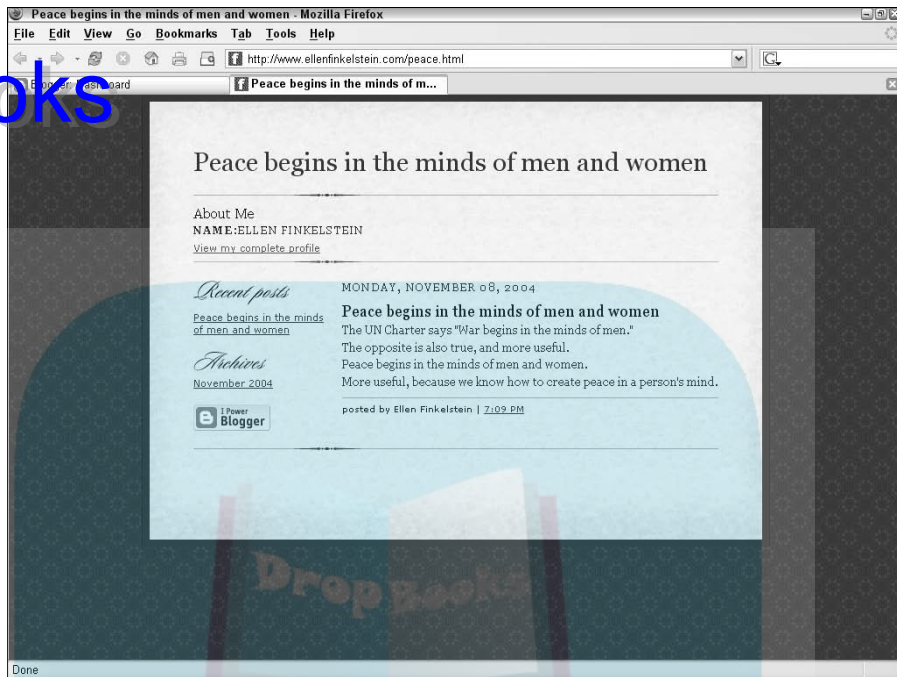 Peace begins in the minds of men and women - Mozilla Firefox
File Edit View Go Bookmarks Tab Tools Help
http://www.ellenfinkelstein.com/peace.html
G
oks
Peace begins in the minds of m...
Peace begins in the minds of men and women
About Me
NAME:ELLEN FINKELSTEIN
View my complete profile
Recent posts
Peace begins in the minds
of men and women
Archives
November 2004
I Power
Blogger
MONDAY, NOVEMBER 08, 2004
Peace begins in the minds of men and women
The UN Charter says "War begins in the minds of men."
The opposite is also true, and more useful.
Peace begins in the minds of men and women.
More useful, because we know how to create peace in a person's mind.
posted by Ellen Finkelstein | 7:09 PM
DropBooks
Done